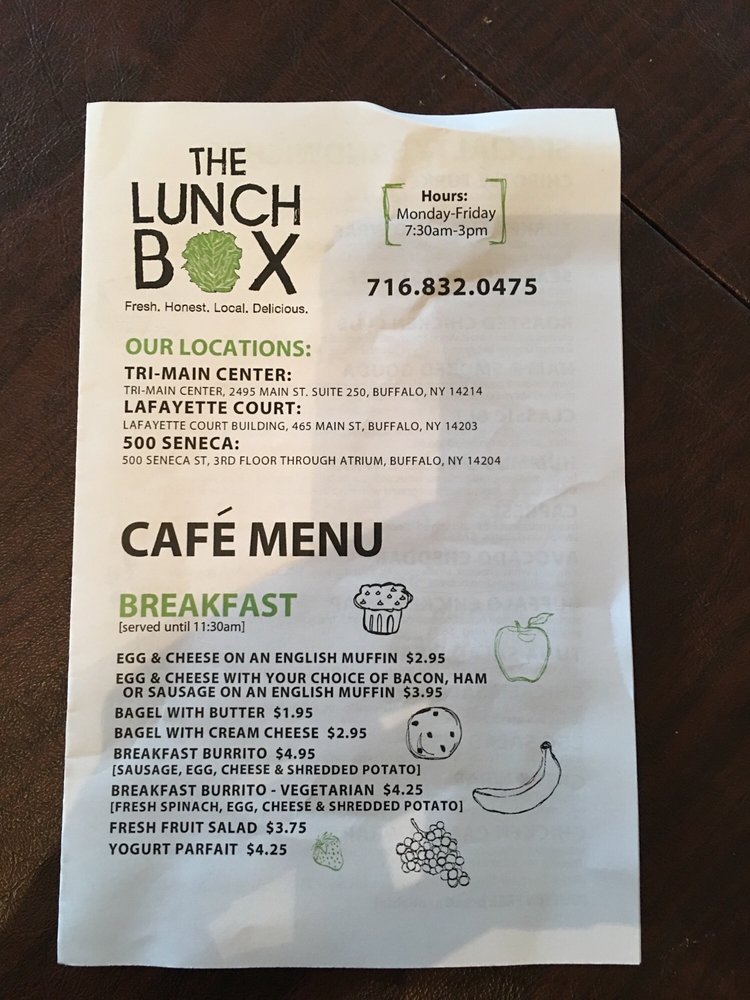 THE
LUNCH
BOX
Fresh. Honest. Local. Delicious.
Hours:
Monday-Friday
7:30am-3pm
716.832.0475
OUR LOCATIONS:
TRI-MAIN CENTER:
TRI-MAIN CENTER, 2495 MAIN ST. SUITE 250, BUFFALO, NY 14214
LAFAYETTE COURT:
LAFAYETTE COURT BUILDING, 465 MAIN ST, BUFFALO, NY 14203
500 SENECA:
500 SENECA ST, 3RD FLOOR THROUGH ATRIUM, BUFFALO, NY 14204
CAFÉ MENU
BREAKFAST
[served until 11:30am]
EGG & CHEESE ON AN ENGLISH MUFFIN $2.95
EGG & CHEESE WITH YOUR CHOICE OF BACON, HAM
OR SAUSAGE ON AN ENGLISH MUFFIN $3.95
BAGEL WITH BUTTER $1.95
BAGEL WITH CREAM CHEESE $2.95
BREAKFAST BURRITO $4.95
[SAUSAGE, EGG, CHEESE & SHREDDED POTATO]
BREAKFAST BURRITO - VEGETARIAN $4.25
[FRESH SPINACH, EGG, CHEESE & SHREDDED POTATO]
FRESH FRUIT SALAD $3.75
YOGURT PARFAIT $4.25